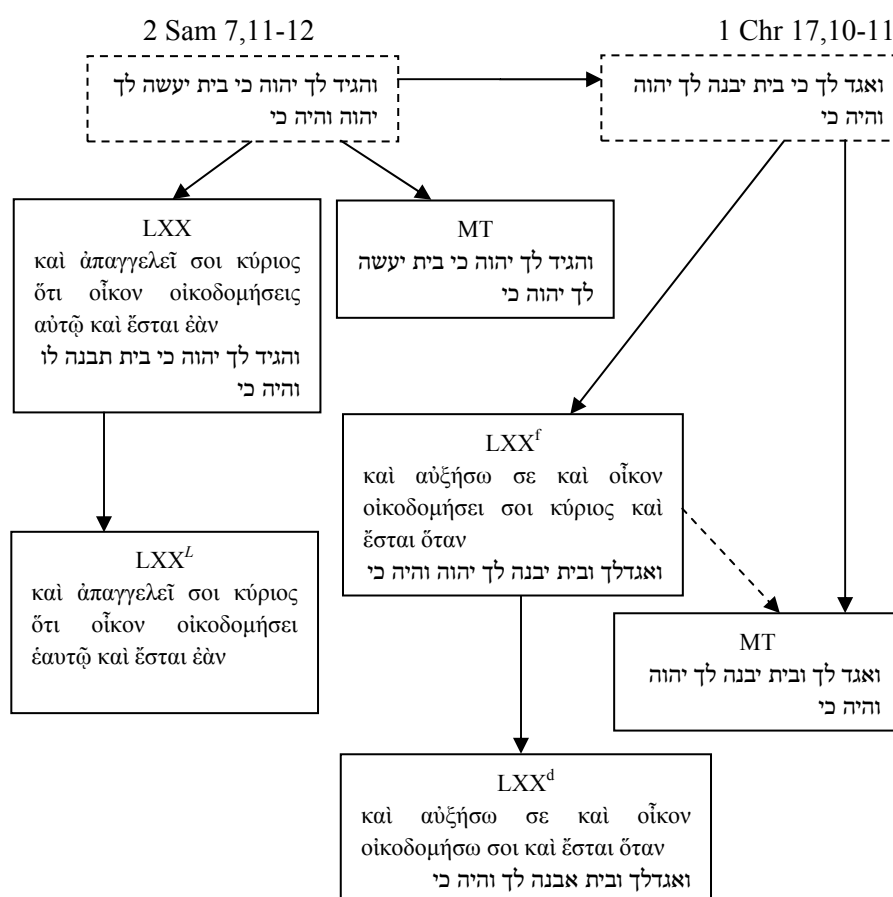 2 Sam 7,11-12
1 Chr 17,10-11
והגיד לך יהוה כי בית יעשה לך
יהוה והיה כי
ואגד לך כי בית יבנה לך יהוה
והיה כי
LXX
καὶ ἀπαγγελεῖ σοι κύριος
ὅτι οἶκον οἰκοδομήσεις
αὐτῷ καὶ ἔσται ἐὰν
והגיד לך יהוה כי בית תבנה לו
והיה כי
MT
והגיד לך יהוה כי בית יעשה
לך יהוה כי
LXXᶠ
καὶ αὐξήσω σε καὶ οἶκον
οἰκοδομήσει σοι κύριος καὶ
ἔσται ὅταν
ואגדלך ובית יבנה לך יהוה והיה כי
LXXᴸ
καὶ ἀπαγγελεῖ σοι κύριος
ὅτι οἶκον οἰκοδομήσει
ἑαυτῷ καὶ ἔσται ἐὰν
MT
ואגד לך ובית יבנה לך יהוה
והיה כי
LXXᵈ
καὶ αὐξήσω σε καὶ οἶκον
οἰκοδομήσω σοι καὶ ἔσται ὅταν
ואגדלך ובית אבנה לך והיה כי